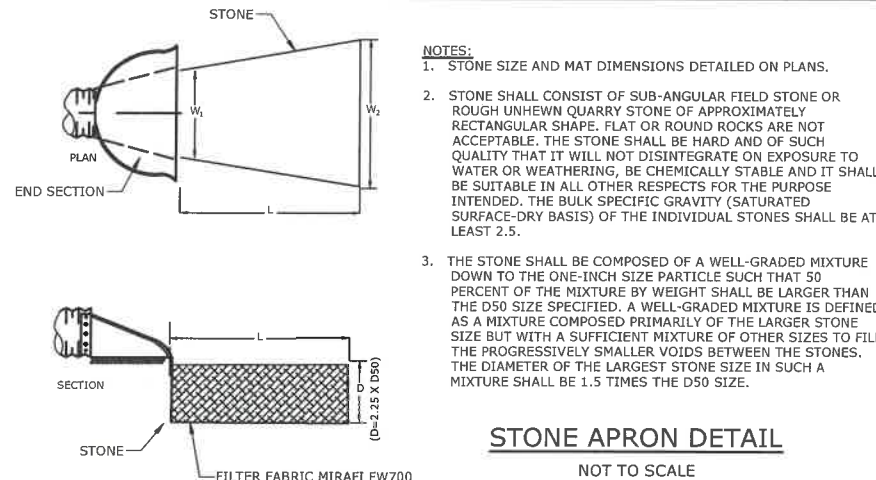 STONE
W1
W2
PLAN
END SECTION
L
L
SECTION
D
(D=2.25 X D50)
STONE
FILTER FABRIC MIRAFI FW700
NOTES:
1. STONE SIZE AND MAT DIMENSIONS DETAILED ON PLANS.
2. STONE SHALL CONSIST OF SUB-ANGULAR FIELD STONE OR
ROUGH UNHEWN QUARRY STONE OF APPROXIMATELY
RECTANGULAR SHAPE. FLAT OR ROUND ROCKS ARE NOT
ACCEPTABLE. THE STONE SHALL BE HARD AND OF SUCH
QUALITY THAT IT WILL NOT DISINTEGRATE ON EXPOSURE TO
WATER OR WEATHERING, BE CHEMICALLY STABLE AND IT SHALL
BE SUITABLE IN ALL OTHER RESPECTS FOR THE PURPOSE
INTENDED. THE BULK SPECIFIC GRAVITY (SATURATED
SURFACE-DRY BASIS) OF THE INDIVIDUAL STONES SHALL BE AT
LEAST 2.5.
3. THE STONE SHALL BE COMPOSED OF A WELL-GRADED MIXTURE
DOWN TO THE ONE-INCH SIZE PARTICLE SUCH THAT 50
PERCENT OF THE MIXTURE BY WEIGHT SHALL BE LARGER THAN
THE D50 SIZE SPECIFIED. A WELL-GRADED MIXTURE IS DEFINED
AS A MIXTURE COMPOSED PRIMARILY OF THE LARGER STONE
SIZE BUT WITH A SUFFICIENT MIXTURE OF OTHER SIZES TO FILL
THE PROGRESSIVELY SMALLER VOIDS BETWEEN THE STONES.
THE DIAMETER OF THE LARGEST STONE SIZE IN SUCH A
MIXTURE SHALL BE 1.5 TIMES THE D50 SIZE.
STONE APRON DETAIL
NOT TO SCALE